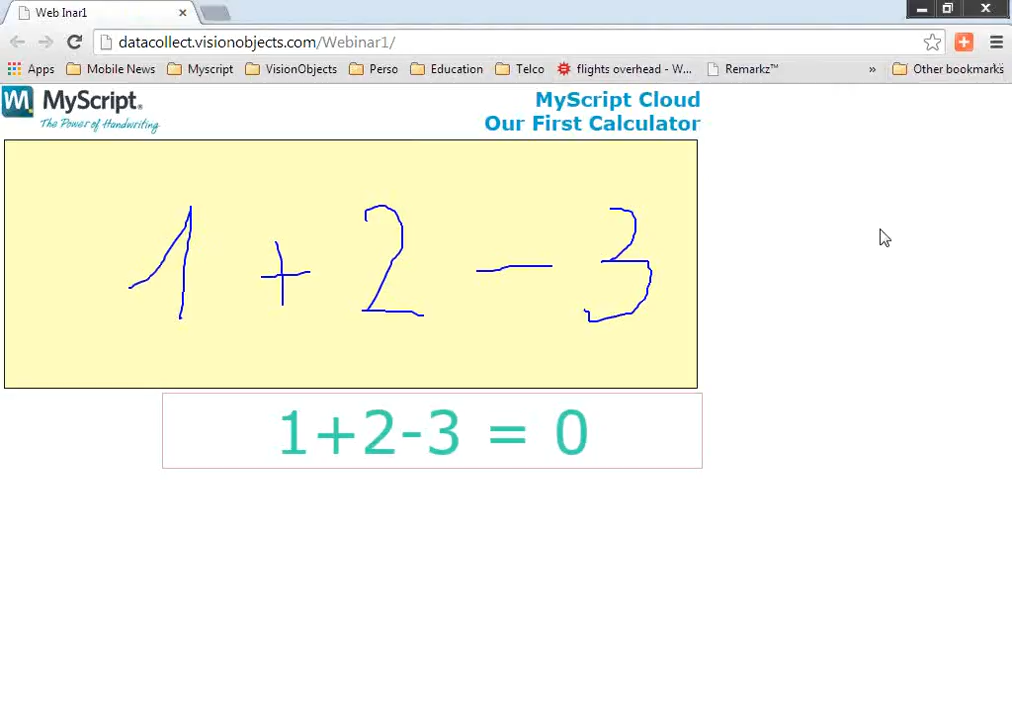 Web Inar1
datacollect.visionobjects.com/Webinar1/
Apps Mobile News Myscript VisionObjects Perso Education Telco flights overhead - W... Remarkz™ » Other bookmarks
M MyScript®
The Power of Handwriting
MyScript Cloud
Our First Calculator
1 + 2 - 3
1+2-3 = 0